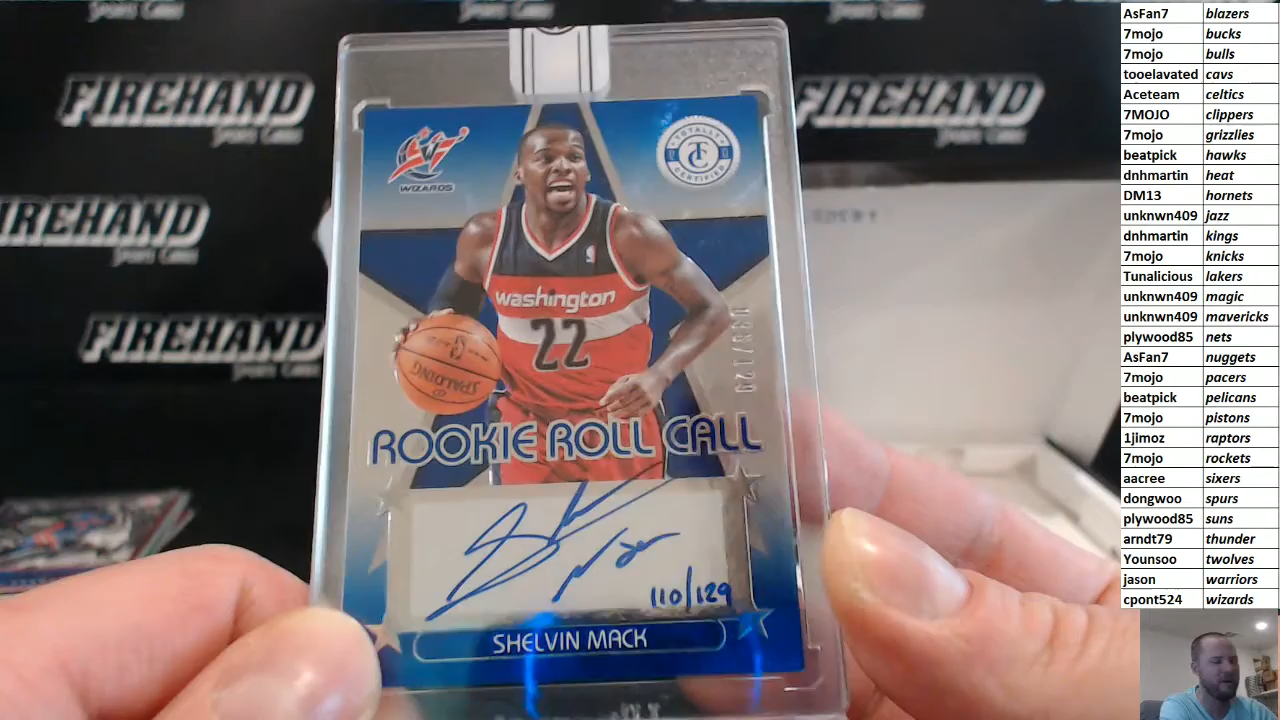 FIREHAND
Sports Cards
FIREHAND
Sports Cards
FIREHAND
Sports Cards
FIREHAND
Sports Cards
WIZARDS
TOTALLY
TC
CERTIFIED
washington
22
SPALDING
ROOKIE ROLL CALL
110/129
SHELVIN MACK
AsFan7 blazers
7mojo bucks
7mojo bulls
tooelavated cavs
Aceteam celtics
7MOJO clippers
7mojo grizzlies
beatpick hawks
dnhmartin heat
DM13 hornets
unknwn409 jazz
dnhmartin kings
7mojo knicks
Tunalicious lakers
unknwn409 magic
unknwn409 mavericks
plywood85 nets
AsFan7 nuggets
7mojo pacers
beatpick pelicans
7mojo pistons
1jimoz raptors
7mojo rockets
aacree sixers
dongwoo spurs
plywood85 suns
arndt79 thunder
Younsoo twolves
jason warriors
cpont524 wizards